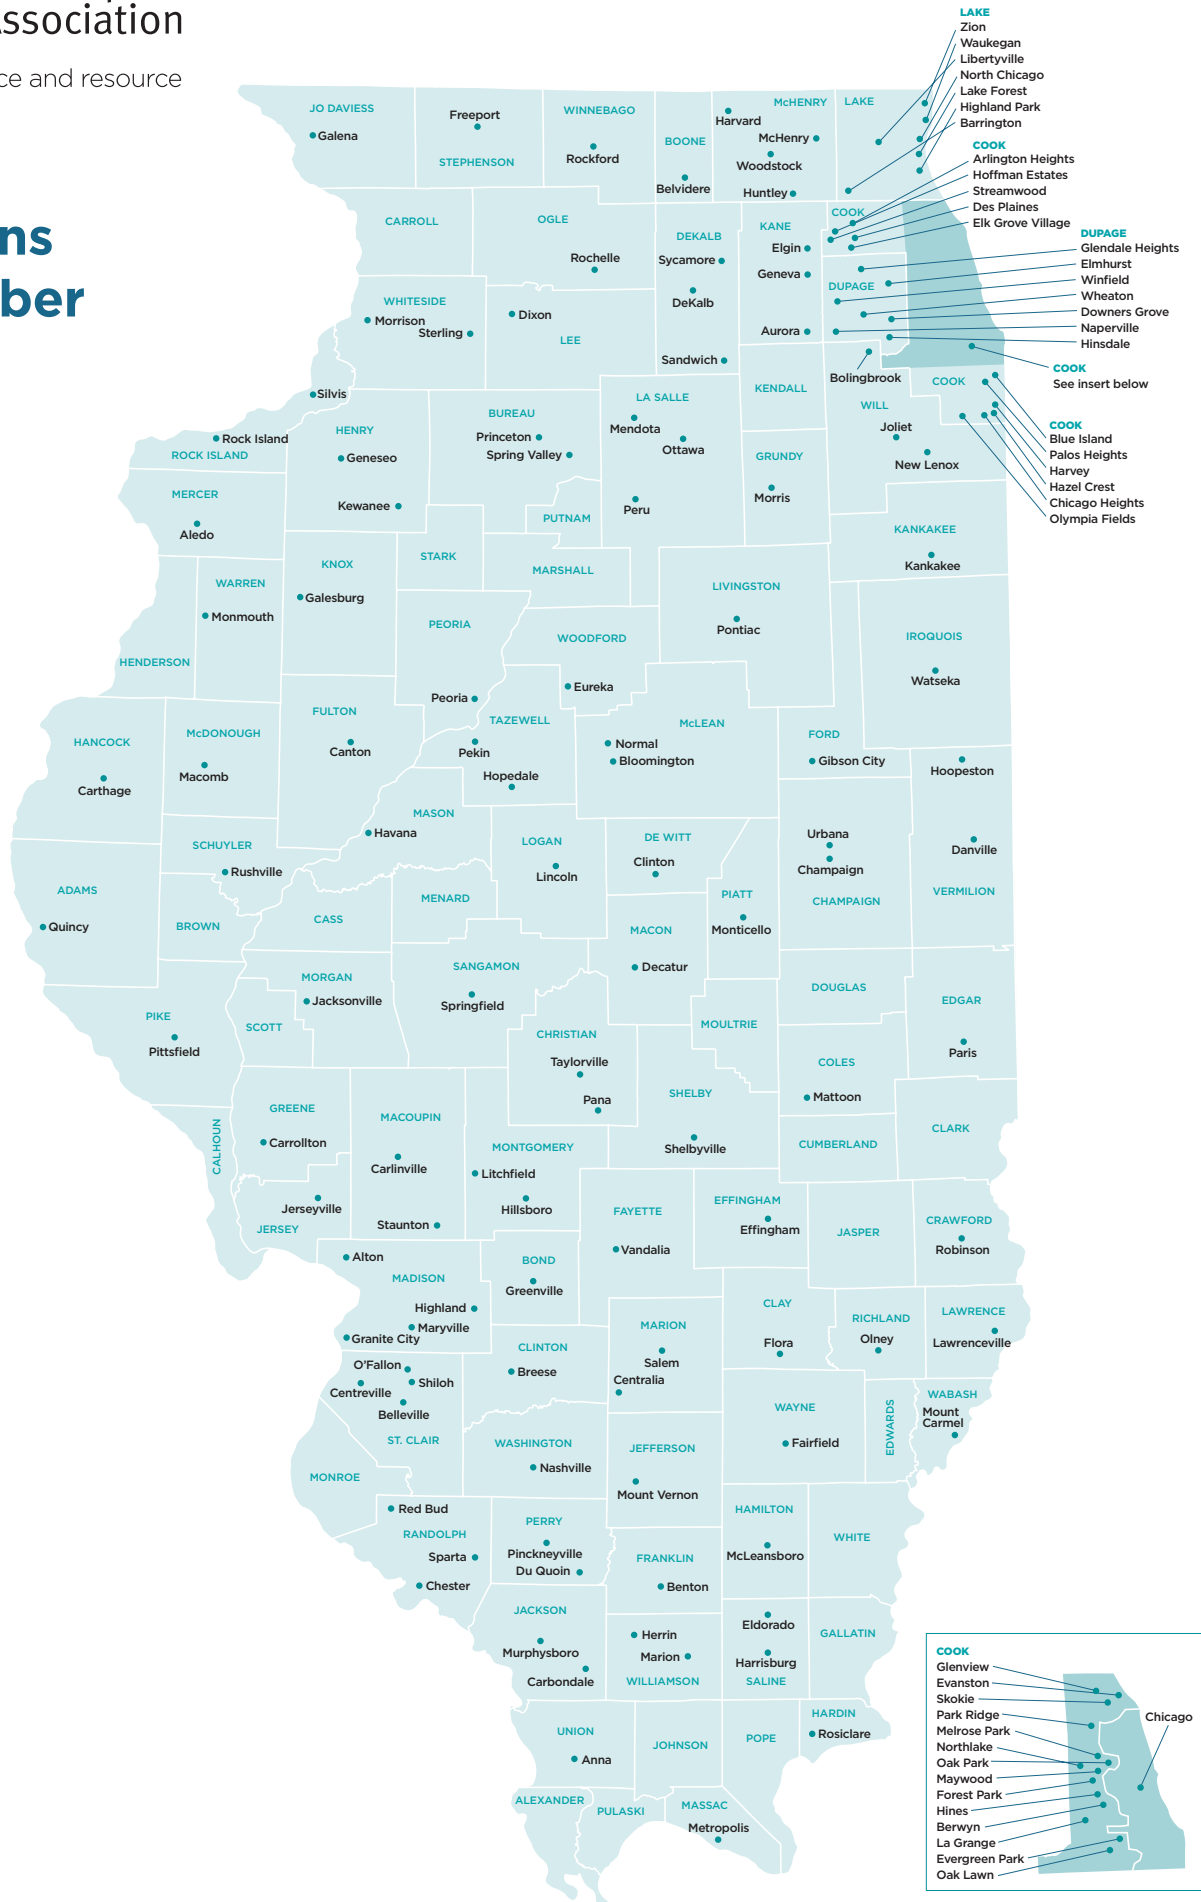 Association
ce and resource
ns
ber
LAKE
Zion
Waukegan
Libertyville
North Chicago
Lake Forest
Highland Park
Barrington
COOK
Arlington Heights
Hoffman Estates
Streamwood
Des Plaines
Elk Grove Village
DUPAGE
Glendale Heights
Elmhurst
Winfield
Wheaton
Downers Grove
Naperville
Hinsdale
COOK
See insert below
COOK
Blue Island
Palos Heights
Harvey
Hazel Crest
Chicago Heights
Olympia Fields
JO DAVIESS
Galena
Freeport
STEPHENSON
WINNEBAGO
Rockford
BOONE
Belvidere
McHENRY
Harvard
McHenry
Woodstock
Huntley
LAKE
CARROLL
OGLE
Rochelle
DEKALB
Sycamore
DeKalb
Sandwich
KANE
Elgin
Geneva
Aurora
COOK
DUPAGE
WHITESIDE
Morrison
Sterling
Dixon
LEE
Silvis
Rock Island
ROCK ISLAND
HENRY
Geneseo
Kewanee
BUREAU
Princeton
Spring Valley
LA SALLE
Mendota
Ottawa
Peru
KENDALL
Bolingbrook
COOK
WILL
Joliet
New Lenox
GRUNDY
Morris
MERCER
Aledo
PUTNAM
KANKAKEE
Kankakee
STARK
KNOX
Galesburg
MARSHALL
WARREN
Monmouth
LIVINGSTON
Pontiac
PEORIA
Peoria
WOODFORD
Eureka
IROQUOIS
Watseka
HENDERSON
FULTON
Canton
TAZEWELL
Pekin
Hopedale
McLEAN
Normal
Bloomington
FORD
Gibson City
HANCOCK
Carthage
McDONOUGH
Macomb
Hoopeston
Danville
VERMILION
MASON
Havana
LOGAN
Lincoln
DE WITT
Clinton
Urbana
Champaign
CHAMPAIGN
SCHUYLER
Rushville
ADAMS
Quincy
BROWN
CASS
MENARD
PIATT
Monticello
MACON
Decatur
SANGAMON
Springfield
MORGAN
Jacksonville
SCOTT
PIKE
Pittsfield
DOUGLAS
EDGAR
Paris
MOULTRIE
CHRISTIAN
Taylorville
Pana
COLES
Mattoon
SHELBY
Shelbyville
GREENE
Carrollton
MACOUPIN
Carlinville
Staunton
MONTGOMERY
Litchfield
Hillsboro
CUMBERLAND
CLARK
CALHOUN
Jerseyville
JERSEY
FAYETTE
Vandalia
EFFINGHAM
Effingham
JASPER
CRAWFORD
Robinson
Alton
MADISON
Highland
Maryville
Granite City
BOND
Greenville
CLAY
Flora
RICHLAND
Olney
LAWRENCE
Lawrenceville
MARION
Salem
Centralia
CLINTON
Breese
O'Fallon
Shiloh
Centreville
Belleville
ST. CLAIR
WAYNE
Fairfield
EDWARDS
WABASH
Mount
Carmel
WASHINGTON
Nashville
JEFFERSON
Mount Vernon
MONROE
Red Bud
RANDOLPH
Sparta
Chester
PERRY
Pinckneyville
Du Quoin
HAMILTON
McLeansboro
WHITE
FRANKLIN
Benton
JACKSON
Murphysboro
Carbondale
Herrin
Marion
WILLIAMSON
Eldorado
Harrisburg
SALINE
GALLATIN
UNION
Anna
JOHNSON
POPE
HARDIN
Rosiclare
ALEXANDER
PULASKI
MASSAC
Metropolis
COOK
Glenview
Evanston
Skokie
Park Ridge
Melrose Park
Northlake
Oak Park
Maywood
Forest Park
Hines
Berwyn
La Grange
Evergreen Park
Oak Lawn
Chicago